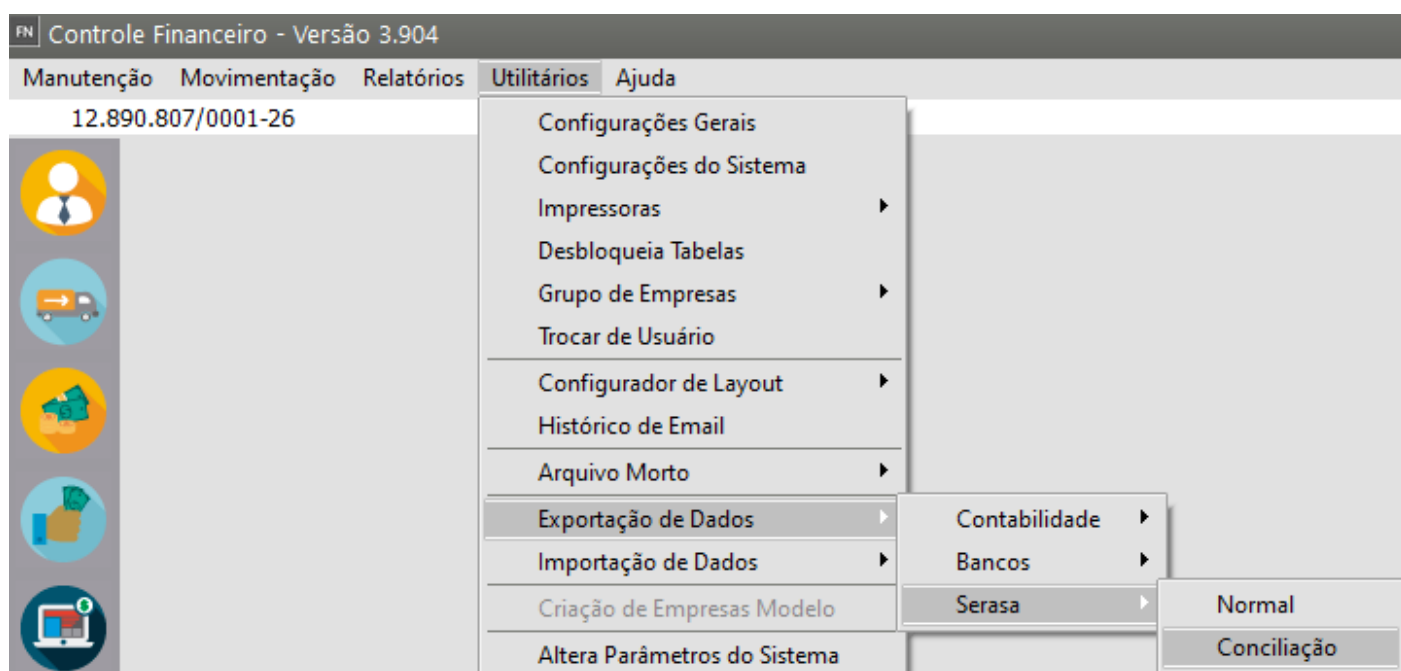 FN Controle Financeiro - Versão 3.904
Manutenção Movimentação Relatórios Utilitários Ajuda
12.890.807/0001-26
Configurações Gerais
Configurações do Sistema
Impressoras
Desbloqueia Tabelas
Grupo de Empresas
Trocar de Usuário
Configurador de Layout
Histórico de Email
Arquivo Morto
Exportação de Dados
Importação de Dados
Criação de Empresas Modelo
Altera Parâmetros do Sistema
Contabilidade
Bancos
Serasa
Normal
Conciliação